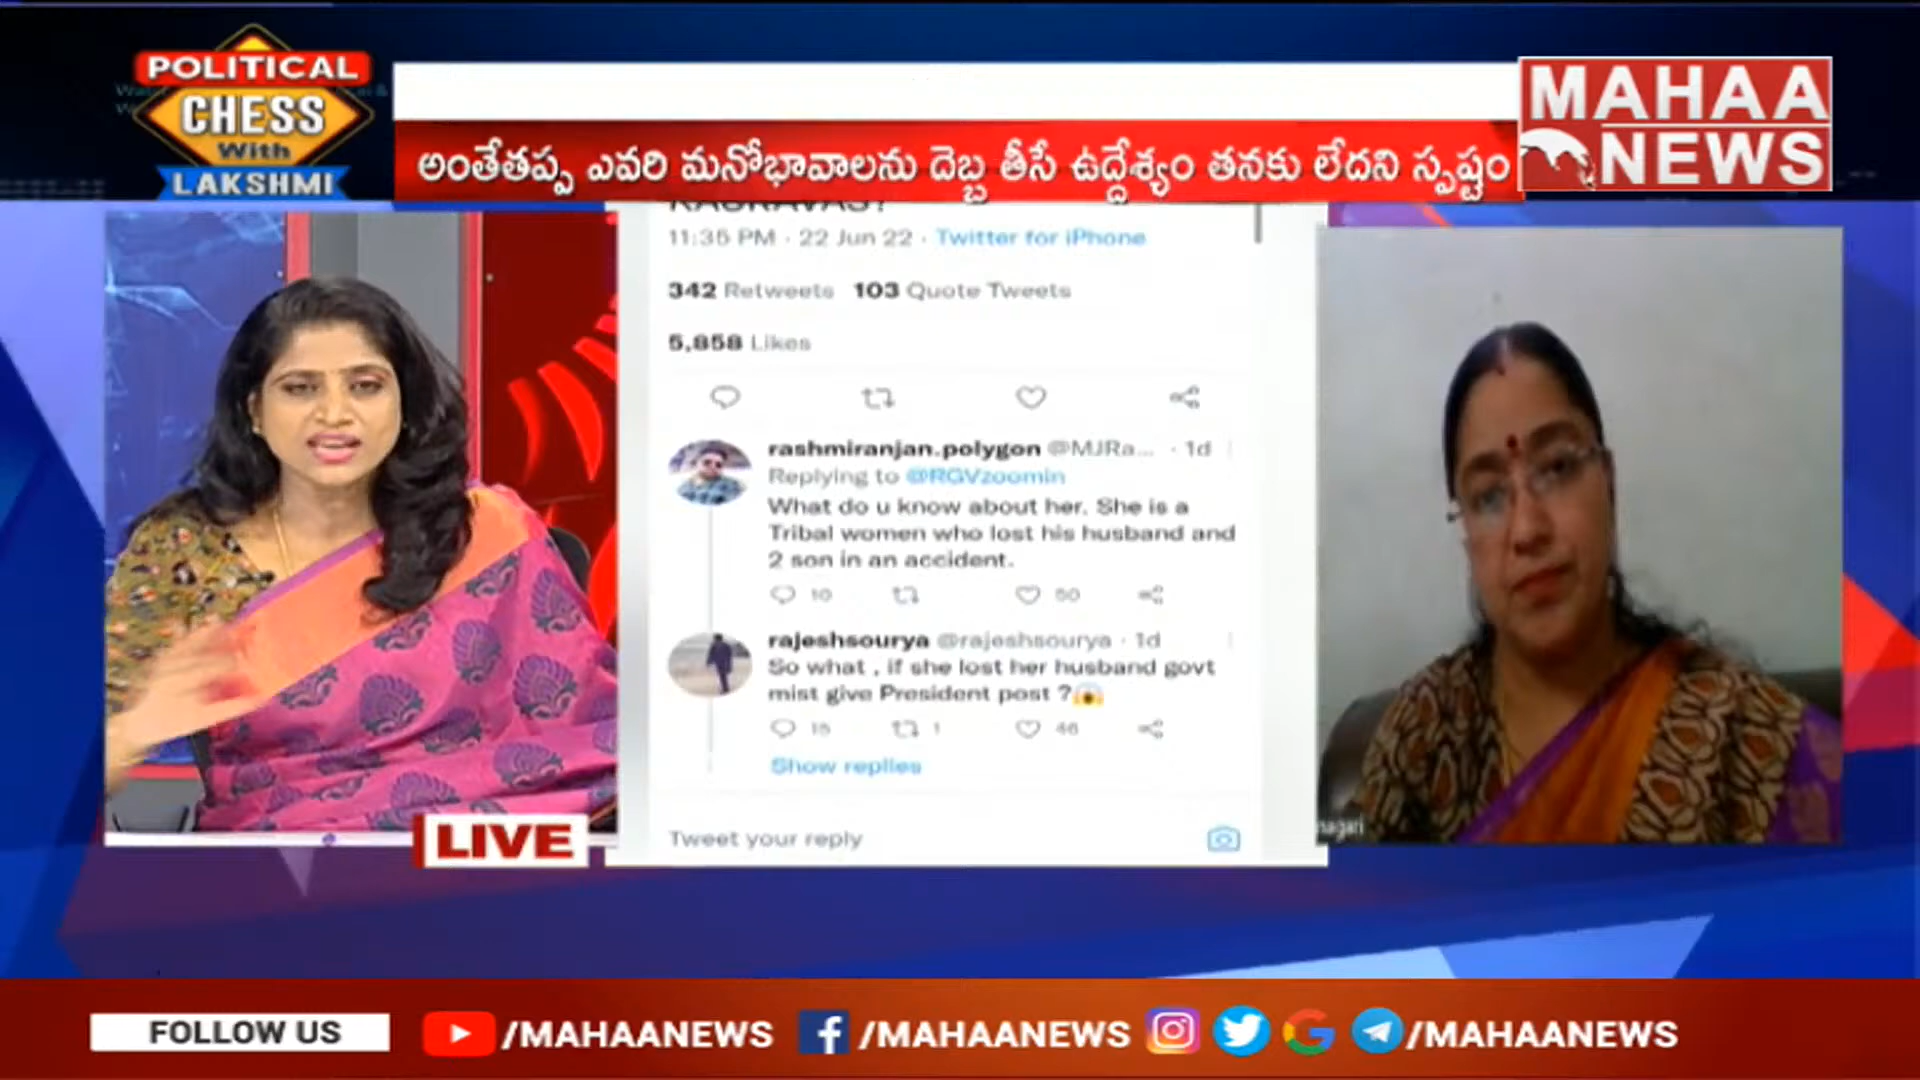 POLITICAL
CHESS
With
LAKSHMI
MAHAA
NEWS
అంతేతప్ప ఎవరి మనోభావాలను దెబ్బ తీసే ఉద్దేశ్యం తనకు లేదని స్పష్టం
KAURAVAS?
11:35 PM · 22 Jun 22 · Twitter for iPhone
342 Retweets 103 Quote Tweets
5,858 Likes
rashmiranjan.polygon @MJRa... · 1d
Replying to @RGVzoomin
What do u know about her. She is a
Tribal women who lost his husband and
2 son in an accident.
10 50
rajeshsourya @rajeshsourya · 1d
So what , if she lost her husband govt
mist give President post ?😱
15 1 46
Show replies
Tweet your reply
LIVE
nagari
FOLLOW US /MAHAANEWS /MAHAANEWS /MAHAANEWS